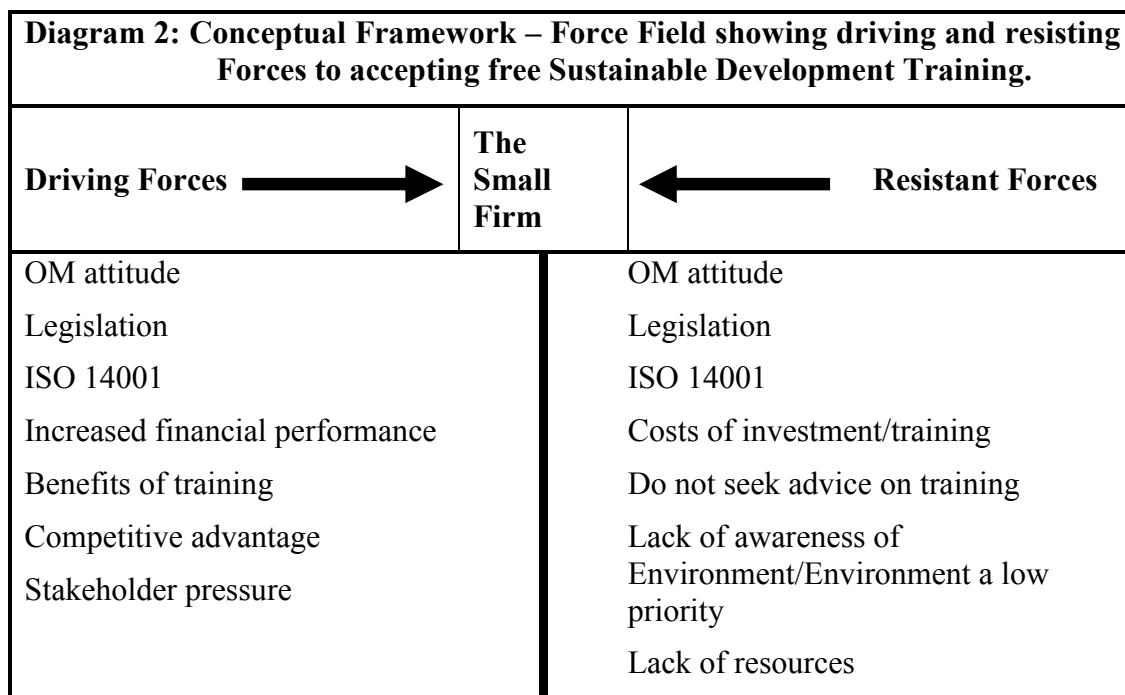 Diagram 2: Conceptual Framework – Force Field showing driving and resisting
Forces to accepting free Sustainable Development Training.
Driving Forces
The
Small
Firm
Resistant Forces
OM attitude
Legislation
ISO 14001
Increased financial performance
Benefits of training
Competitive advantage
Stakeholder pressure
OM attitude
Legislation
ISO 14001
Costs of investment/training
Do not seek advice on training
Lack of awareness of
Environment/Environment a low
priority
Lack of resources